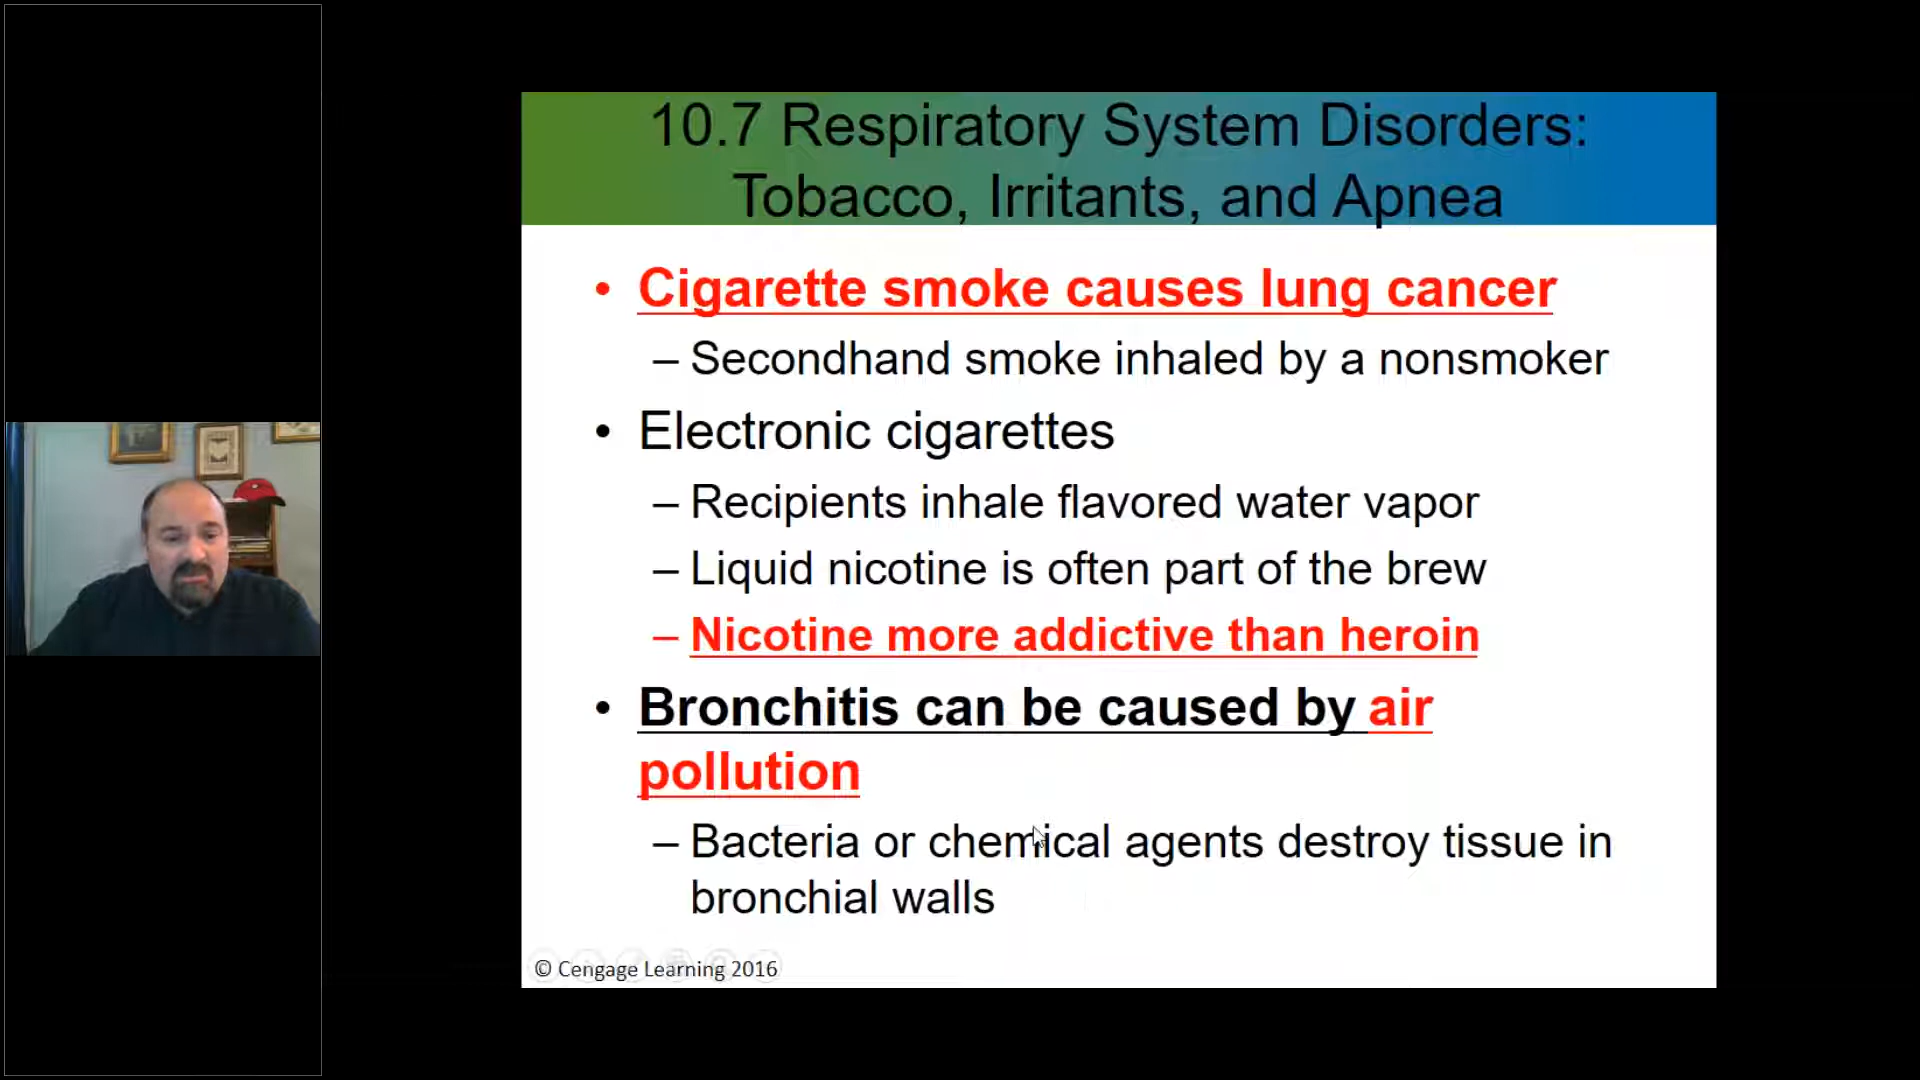 10.7 Respiratory System Disorders:
Tobacco, Irritants, and Apnea
• Cigarette smoke causes lung cancer
– Secondhand smoke inhaled by a nonsmoker
• Electronic cigarettes
– Recipients inhale flavored water vapor
– Liquid nicotine is often part of the brew
– Nicotine more addictive than heroin
• Bronchitis can be caused by air
pollution
– Bacteria or chemical agents destroy tissue in
bronchial walls
© Cengage Learning 2016